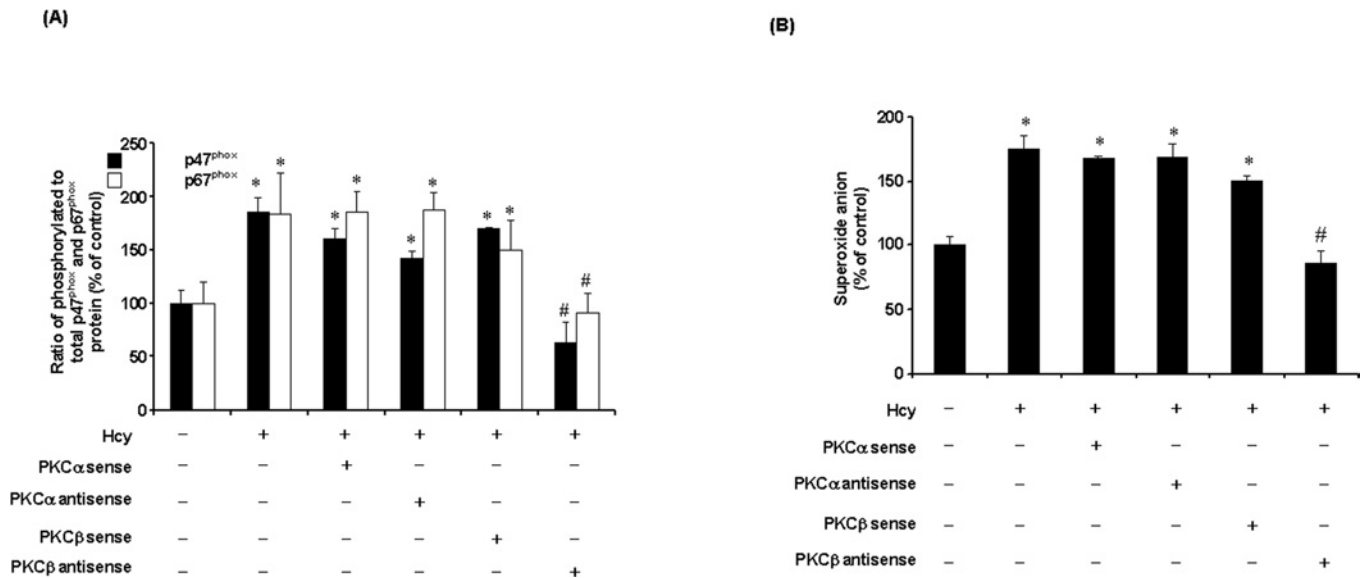 (A)
Ratio of phosphorylated to
total p47phox and p67phox
protein (% of control)
250
200
150
100
50
0
p47phox
p67phox
* * * * * * * * # #
Hcy – + + + + +
PKCα sense – – + – – –
PKCα antisense – – – + – –
PKCβ sense – – – – + –
PKCβ antisense – – – – – +
(B)
Superoxide anion
(% of control)
200
150
100
50
0
* * * * #
Hcy – + + + + +
PKCα sense – – + – – –
PKCα antisense – – – + – –
PKCβ sense – – – – + –
PKCβ antisense – – – – – +